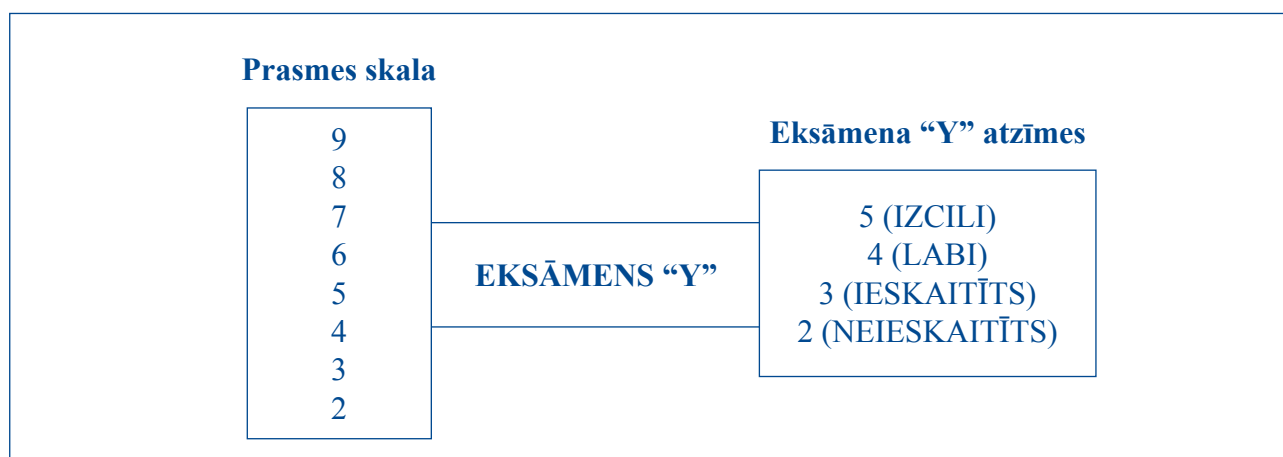 Prasmes skala
9
8
7
6
5
4
3
2
EKSĀMENS “Y”
Eksāmena “Y” atzīmes
5 (IZCILI)
4 (LABI)
3 (IESKAITĪTS)
2 (NEIESKAITĪTS)